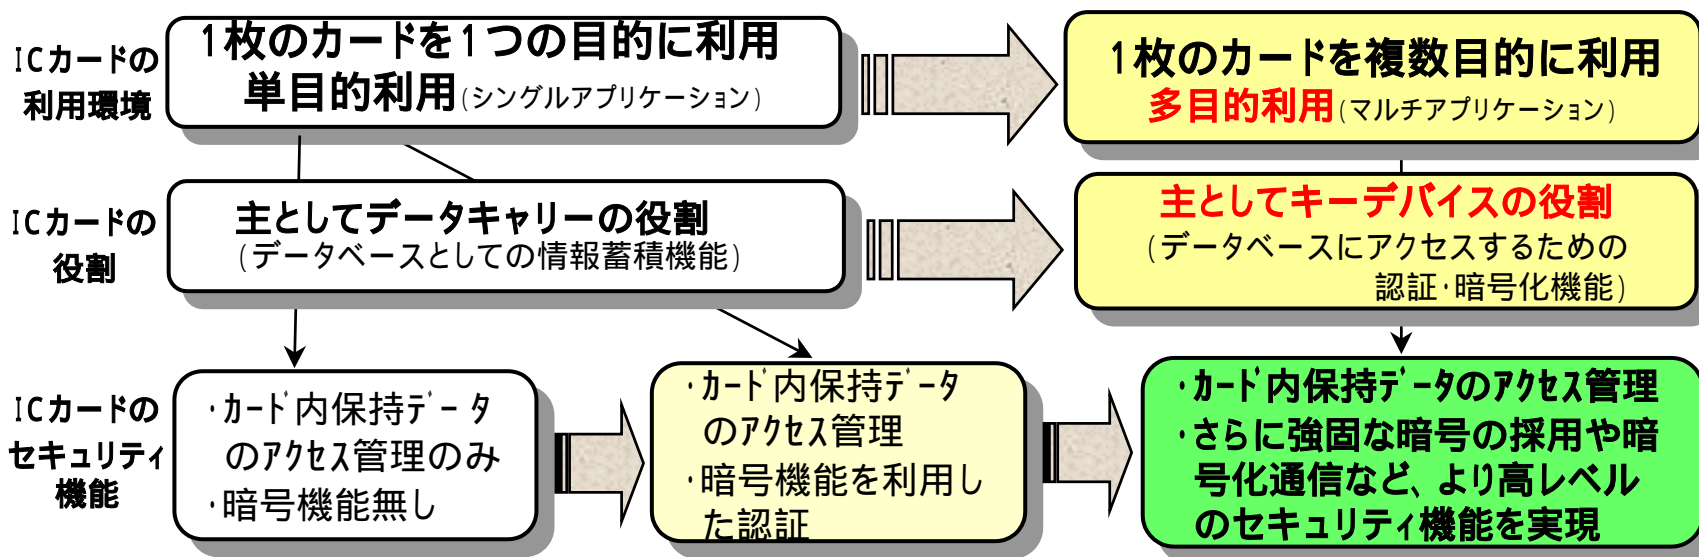 ICカードの
利用環境
1枚のカードを1つの目的に利用
単目的利用(シングルアプリケーション)
1枚のカードを複数目的に利用
多目的利用(マルチアプリケーション)
ICカードの
役割
主としてデータキャリーの役割
(データベースとしての情報蓄積機能)
主としてキーデバイスの役割
(データベースにアクセスするための
認証・暗号化機能)
ICカードの
セキュリティ
機能
・ｶｰﾄﾞ内保持ﾃﾞｰﾀ
のｱｸｾｽ管理のみ
・暗号機能無し
・ｶｰﾄﾞ内保持ﾃﾞｰﾀ
のｱｸｾｽ管理
・暗号機能を利用し
た認証
・ｶｰﾄﾞ内保持ﾃﾞｰﾀのｱｸｾｽ管理
・さらに強固な暗号の採用や暗
号化通信など、より高レベル
のセキュリティ機能を実現